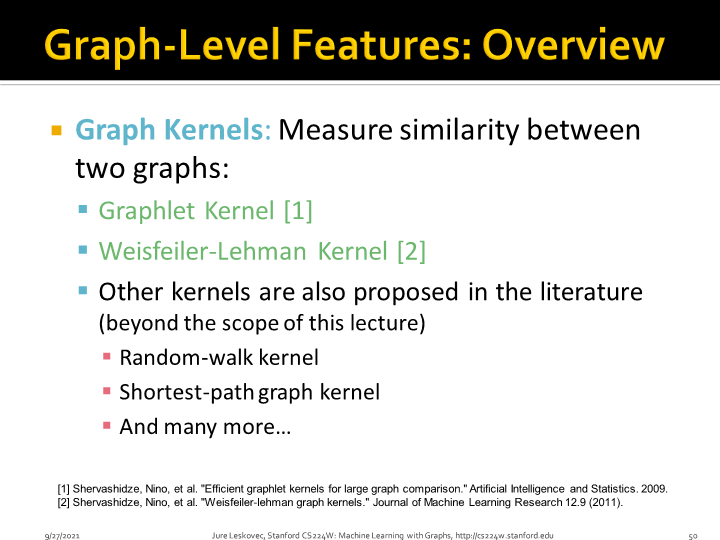 Graph-Level Features: Overview
Graph Kernels: Measure similarity between
two graphs:
Graphlet Kernel [1]
Weisfeiler-Lehman Kernel [2]
Other kernels are also proposed in the literature
(beyond the scope of this lecture)
Random-walk kernel
Shortest-path graph kernel
And many more…
[1] Shervashidze, Nino, et al. "Efficient graphlet kernels for large graph comparison." Artificial Intelligence and Statistics. 2009.
[2] Shervashidze, Nino, et al. "Weisfeiler-lehman graph kernels." Journal of Machine Learning Research 12.9 (2011).
9/27/2021 Jure Leskovec, Stanford CS224W: Machine Learning with Graphs, http://cs224w.stanford.edu 50